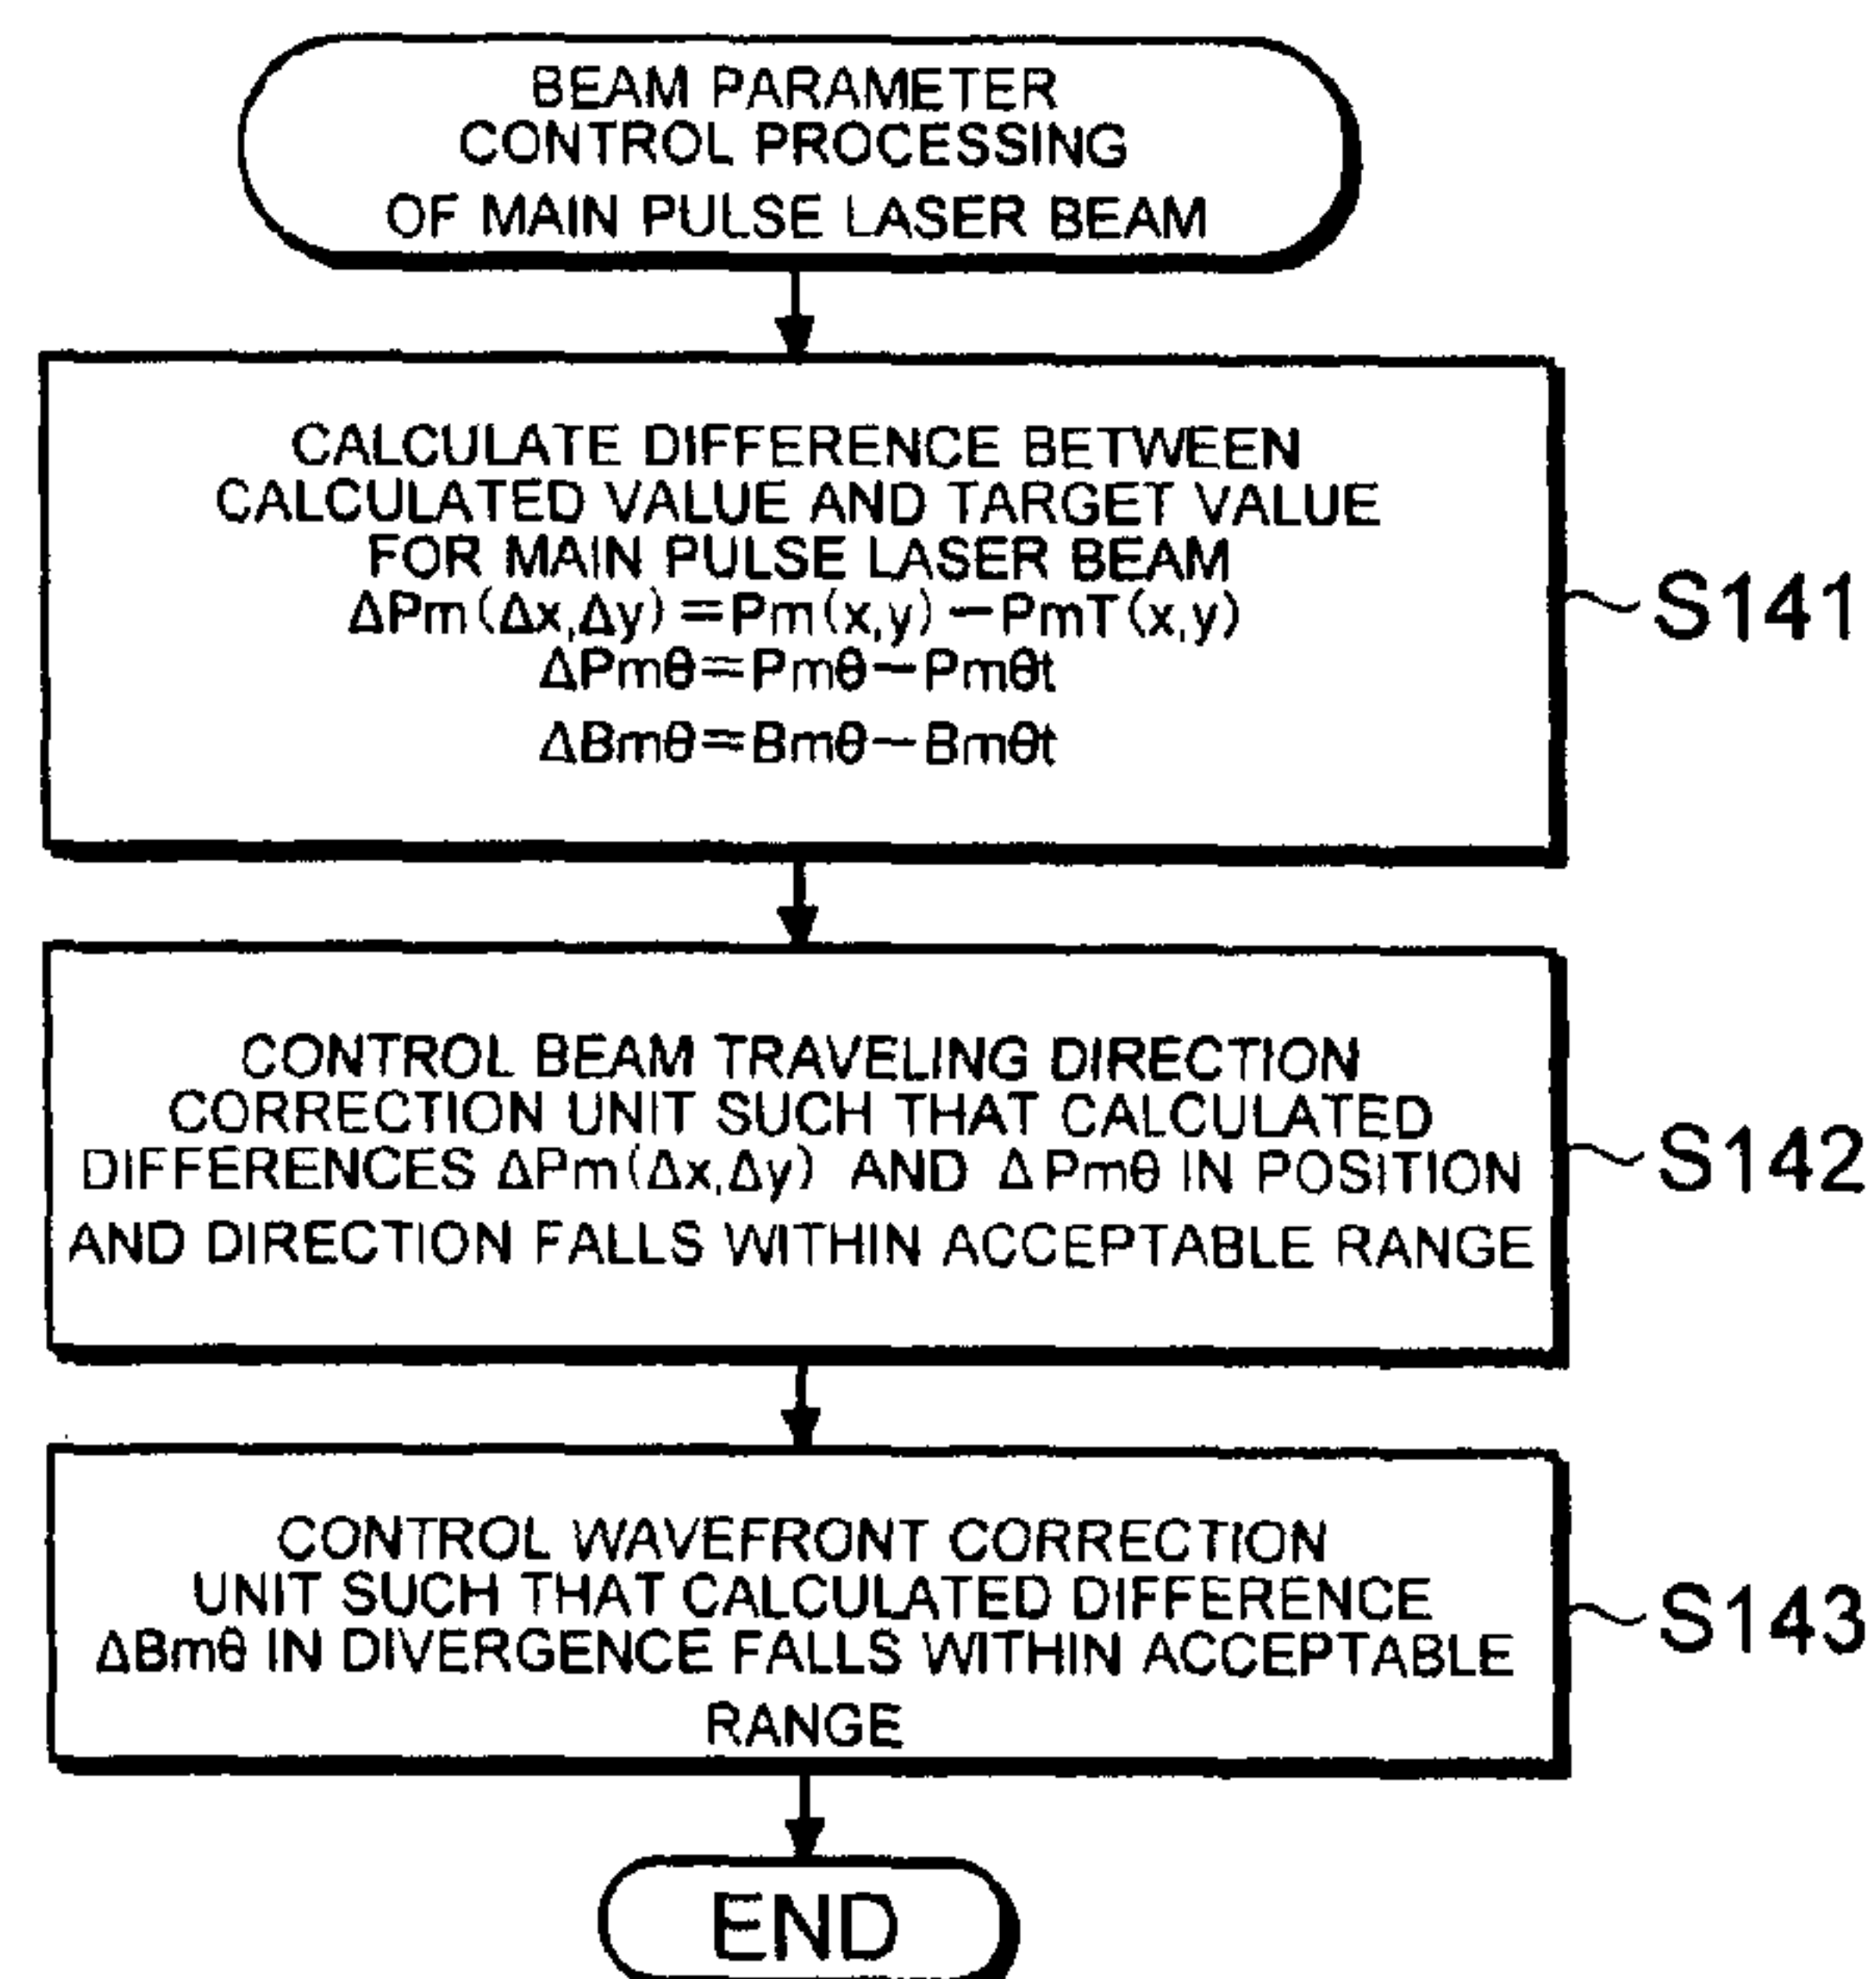 BEAM PARAMETER
CONTROL PROCESSING
OF MAIN PULSE LASER BEAM
CALCULATE DIFFERENCE BETWEEN
CALCULATED VALUE AND TARGET VALUE
FOR MAIN PULSE LASER BEAM
ΔPm(Δx,Δy)=Pm(x,y)−PmT(x,y)
ΔPmθ=Pmθ−Pmθt
ΔBmθ=Bmθ−Bmθt
S141
CONTROL BEAM TRAVELING DIRECTION
CORRECTION UNIT SUCH THAT CALCULATED
DIFFERENCES ΔPm(Δx,Δy) AND ΔPmθ IN POSITION
AND DIRECTION FALLS WITHIN ACCEPTABLE RANGE
S142
CONTROL WAVEFRONT CORRECTION
UNIT SUCH THAT CALCULATED DIFFERENCE
ΔBmθ IN DIVERGENCE FALLS WITHIN ACCEPTABLE
RANGE
S143
END